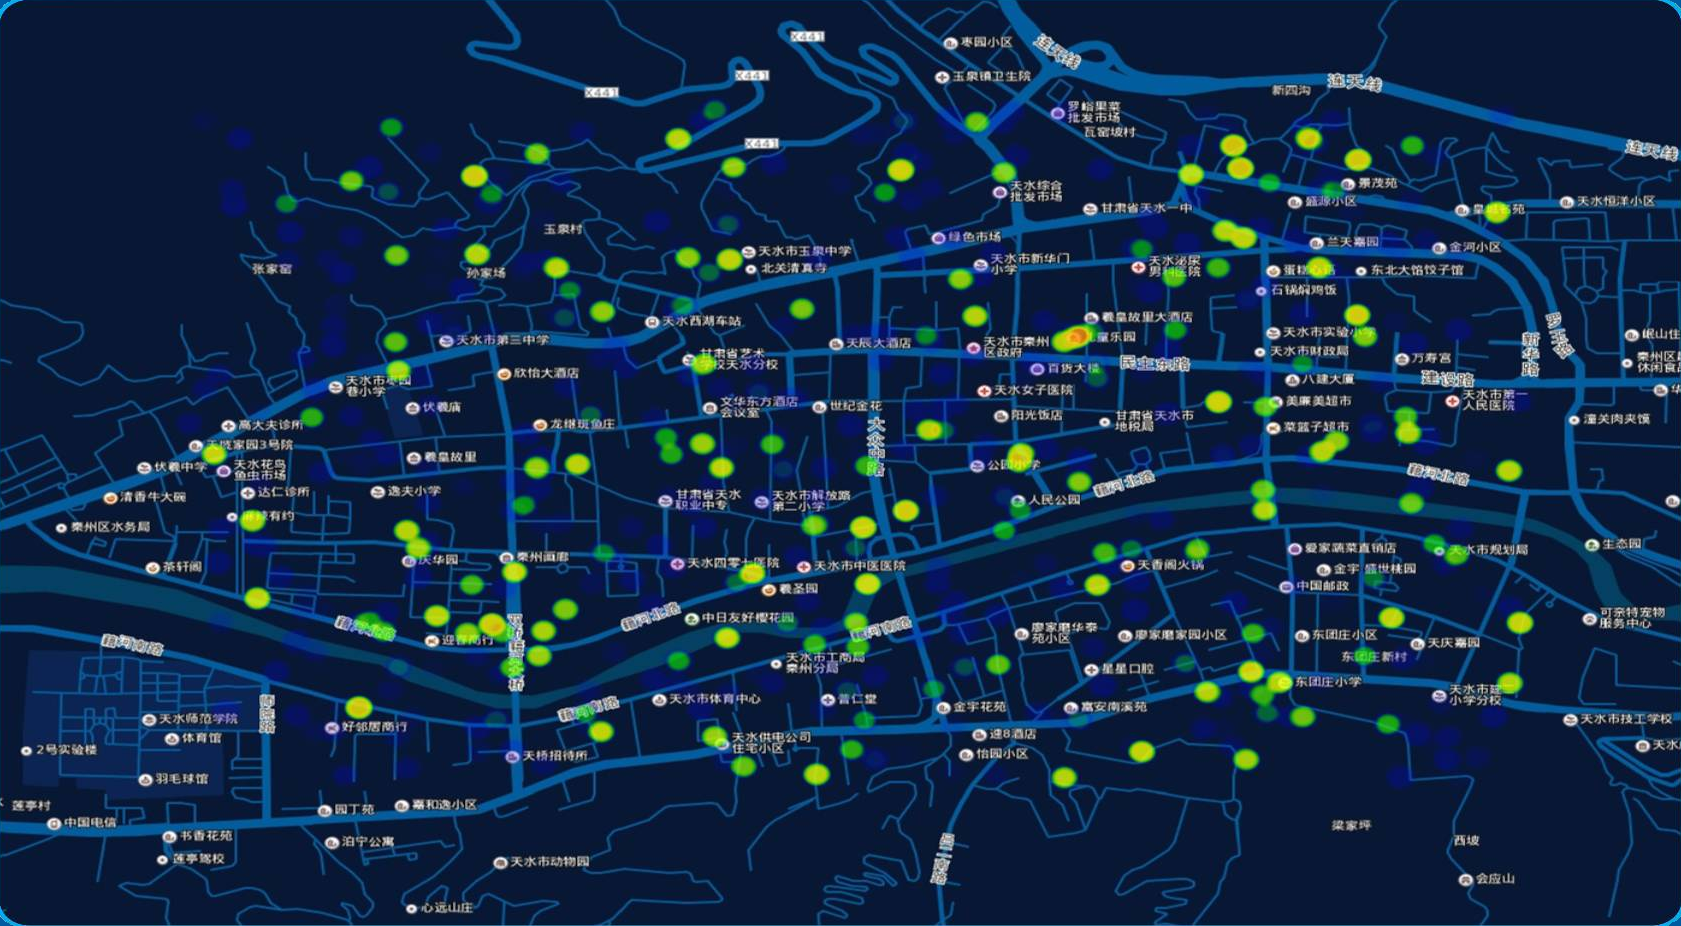 枣园小区
连天线
X441
玉泉镇卫生院
X441
连天线
新四沟
X441
罗峪果菜
批发市场
瓦窑坡村
X441
连天线
天水综合
批发市场
景茂苑
盛源小区
天水恒洋小区
甘肃省天水一中
皇城名苑
玉泉村
绿色市场
兰天嘉园
金河小区
天水市玉泉中学
北关清真寺
张家窑
孙家场
天水市新华门
小学
天水泌尿
男科医院
东北大馅饺子馆
石锅焖鸡饭
天水西湖车站
羲皇故里大酒店
天水市实验小学
天水市第三中学
天辰大酒店
天水市秦州
区政府
儿童乐园
新华路
天水市财政局
甘肃省艺术
学校天水分校
民主东路
万寿宫
百货大楼
建设路
欣怡大酒店
天水市枣园
巷小学
八建大厦
天水女子医院
美廉美超市
天水市第一
人民医院
伏羲庙
文华东方酒店
会议室
世纪金花
阳光饭店
甘肃省天水市
地税局
潼关肉夹馍
高大夫诊所
龙继斑鱼庄
菜篮子超市
天庆家园3号院
羲皇故里
伏羲中学
天水花鸟
鱼虫市场
公园小学
藉河北路
藉河北路
清香牛大碗
达仁诊所
逸夫小学
甘肃省天水
职业中专
天水市解放路
第二小学
人民公园
麻辣有约
秦州区水务局
庆华园
秦州画廊
天水四零七医院
天水市中医医院
天香阁火锅
爱家蔬菜直销店
天水市规划局
生态园
茶轩阁
金宇 盛世桃园
羲圣园
中国邮政
藉河北路
藉河北路
中日友好樱花园
藉河南路
可奈特宠物
服务中心
藉河南路
迎春商行
廖家磨华泰
苑小区
廖家磨家园小区
东团庄小区
天庆嘉园
天水市工商局
秦州分局
东团庄新村
星星口腔
东团庄小学
师院路
藉河南路
天水市体育中心
普仁堂
金宇花苑
富安南溪苑
天水市建二
小学分校
天水师范学院
天水市技工学校
好邻居商行
体育馆
天水供电公司
住宅小区
速8酒店
2号实验楼
天桥招待所
怡园小区
羽毛球馆
莲亭村
园丁苑
嘉和逸小区
中国电信
梁家坪
书香花苑
泊宁公寓
西坡
莲亭驾校
天水市动物园
会应山
心远山庄